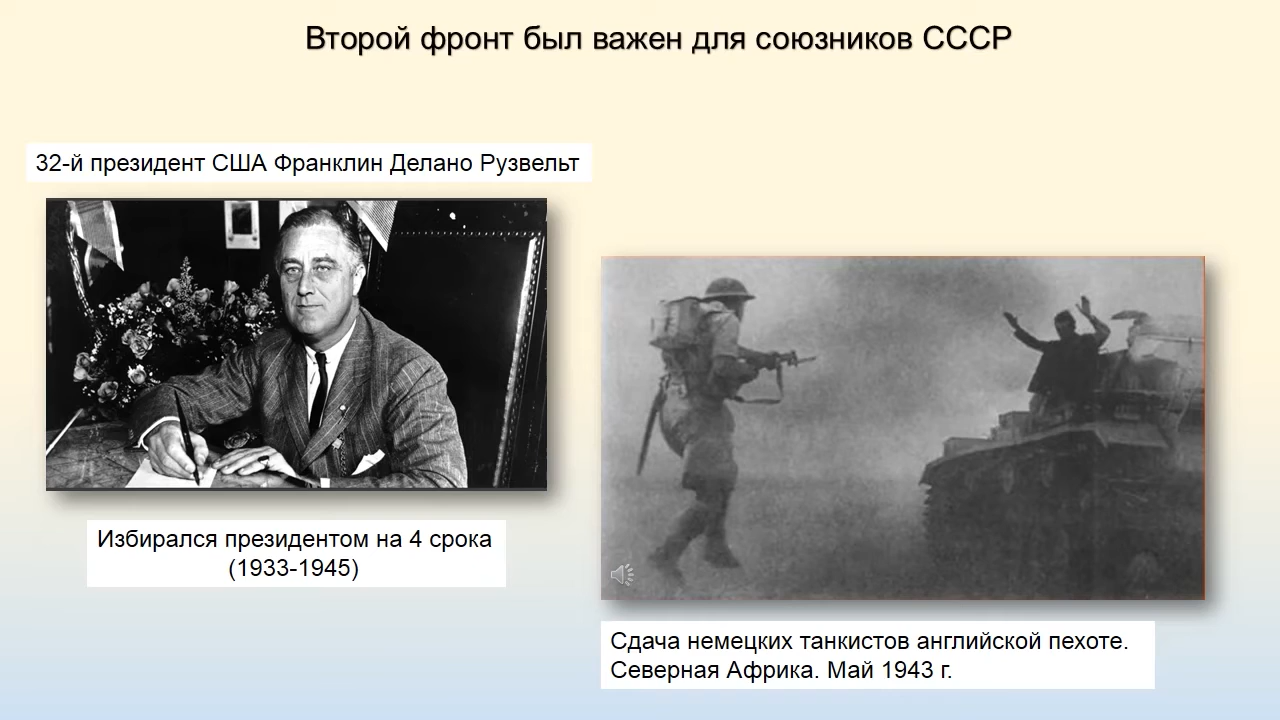 Второй фронт был важен для союзников СССР
32-й президент США Франклин Делано Рузвельт
Избирался президентом на 4 срока
(1933-1945)
Сдача немецких танкистов английской пехоте.
Северная Африка. Май 1943 г.